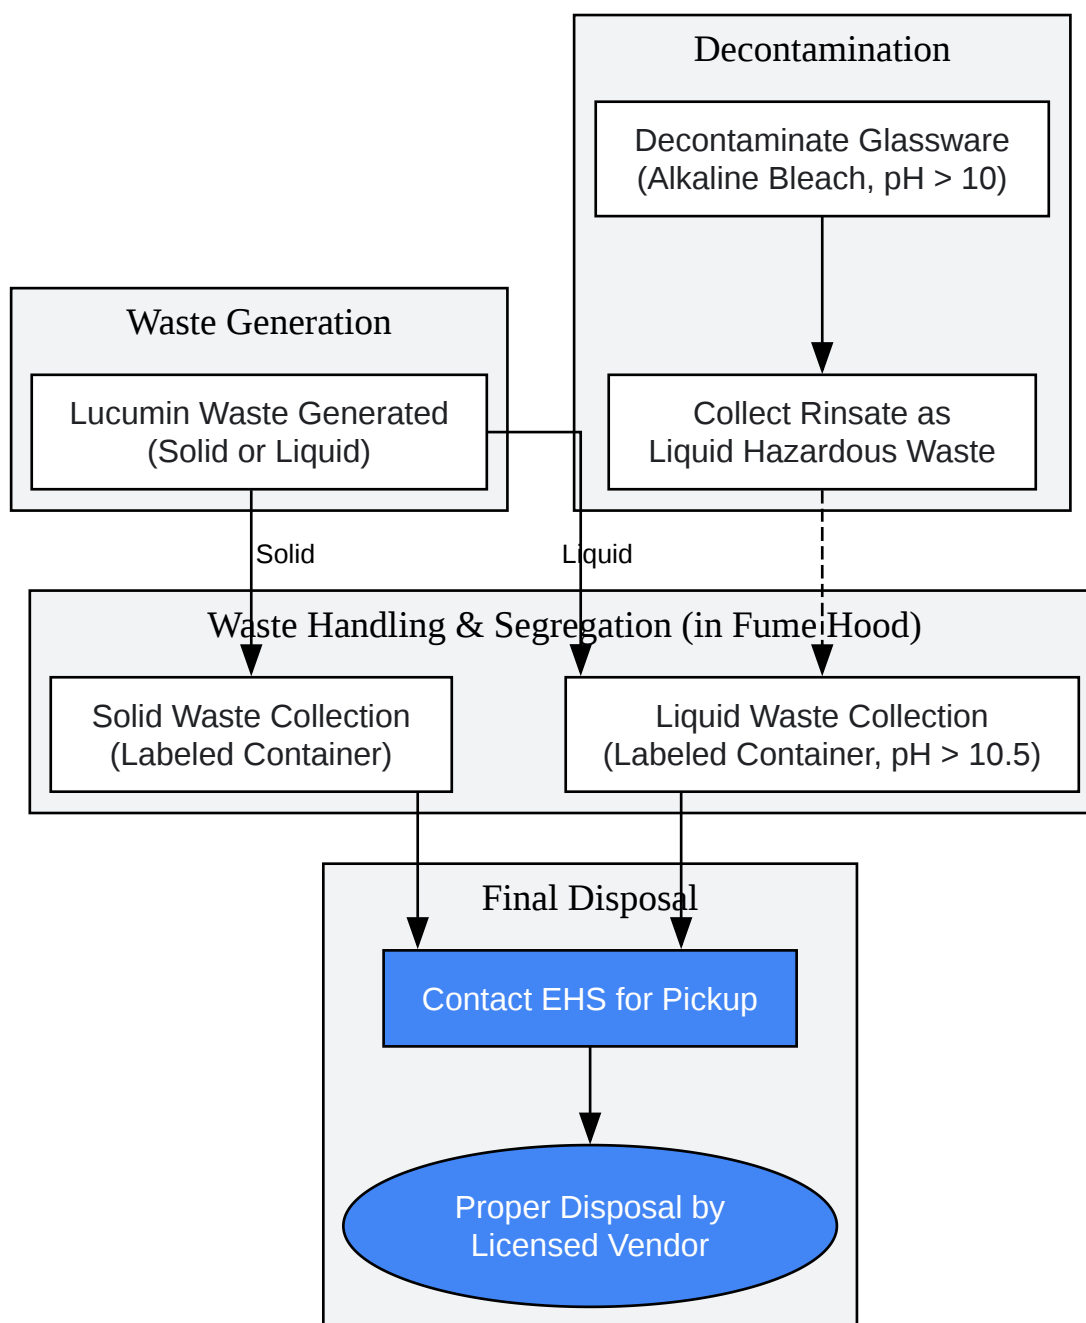 Decontamination
Decontaminate Glassware
(Alkaline Bleach, pH > 10)
Waste Generation
Lucumin Waste Generated
(Solid or Liquid)
Collect Rinsate as
Liquid Hazardous Waste
Solid
Liquid
Waste Handling & Segregation (in Fume Hood)
Solid Waste Collection
(Labeled Container)
Liquid Waste Collection
(Labeled Container, pH > 10.5)
Final Disposal
Contact EHS for Pickup
Proper Disposal by
Licensed Vendor